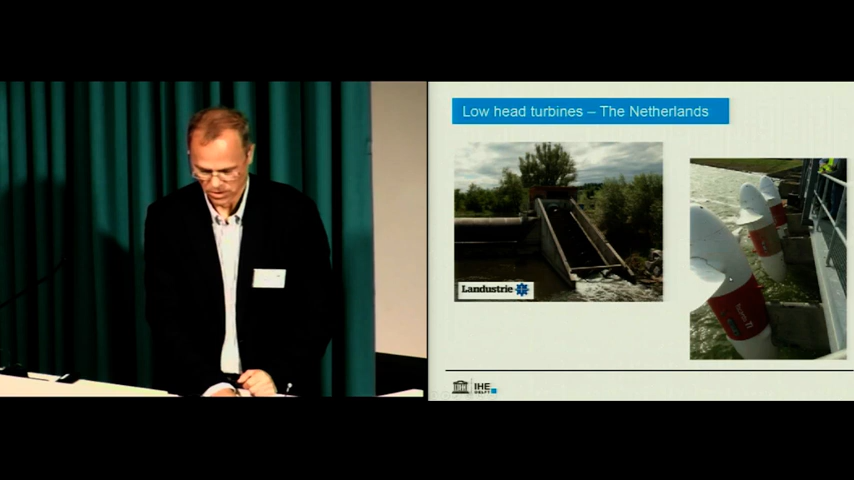 Low head turbines – The Netherlands
Landustrie
IHE
DELFT